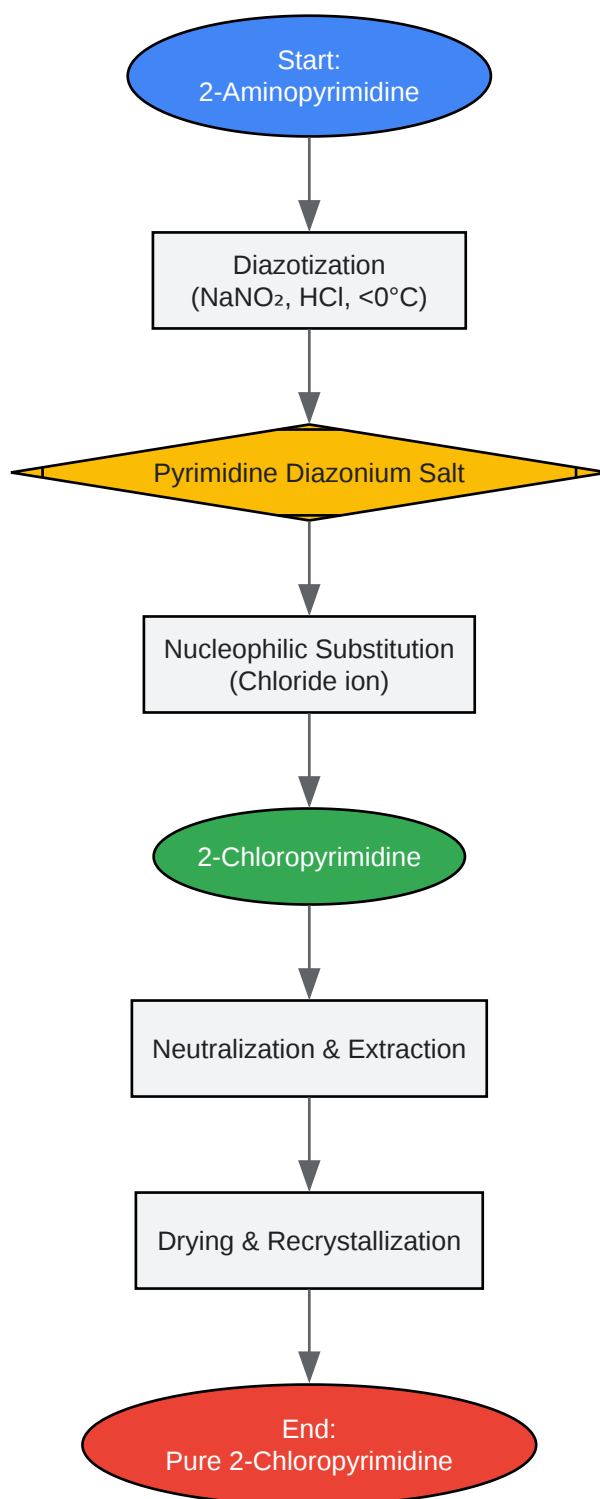 Start:
2-Aminopyrimidine
Diazotization
(NaNO₂, HCl, <0°C)
Pyrimidine Diazonium Salt
Nucleophilic Substitution
(Chloride ion)
2-Chloropyrimidine
Neutralization & Extraction
Drying & Recrystallization
End:
Pure 2-Chloropyrimidine